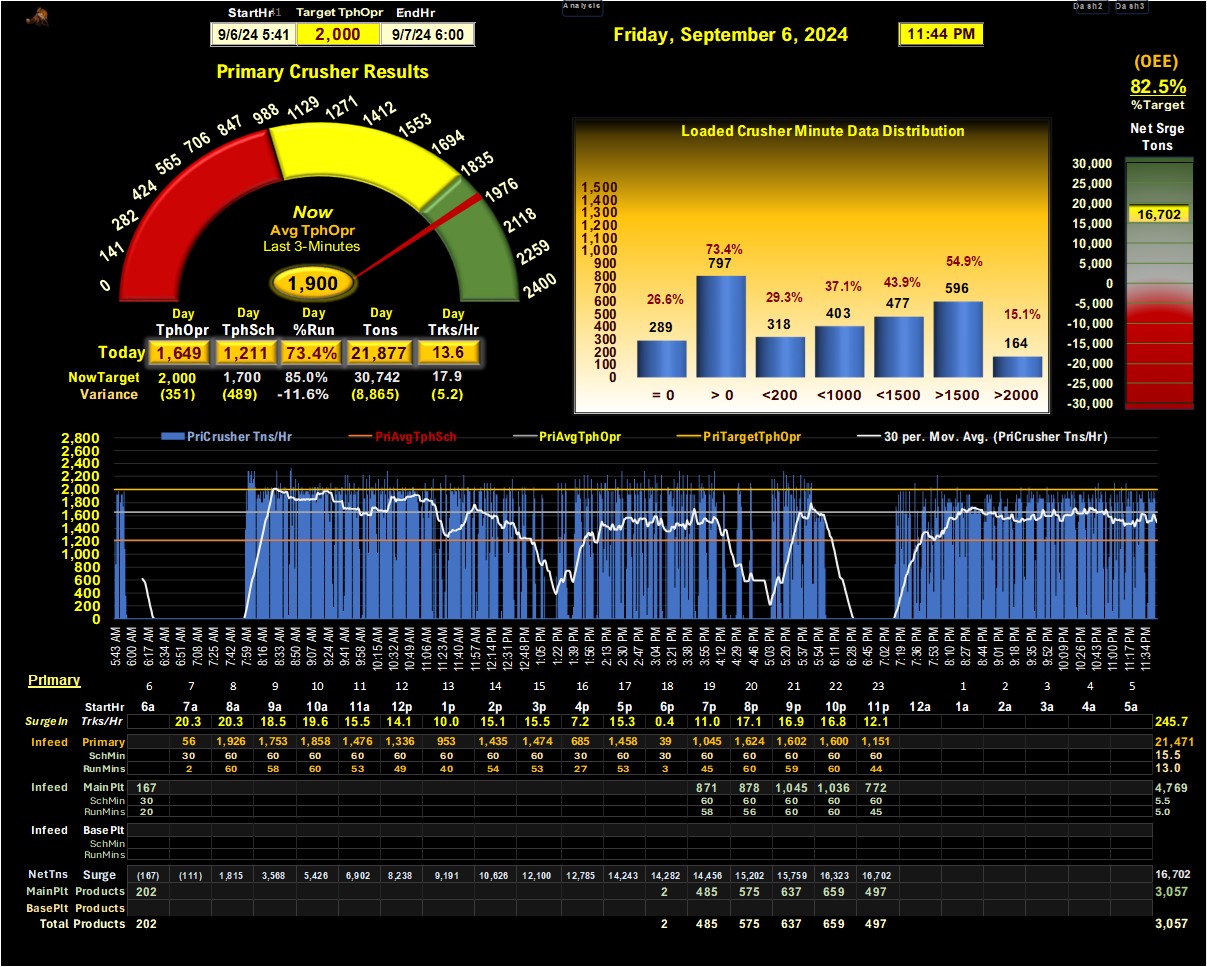 StartHr41 Target TphOpr EndHr
9/6/24 5:41 2,000 9/7/24 6:00
Analysis
Dash2 Dash3
Friday, September 6, 2024
11:44 PM
Primary Crusher Results
0 141 282 424 565 706 847 988 1129 1271 1412 1553 1694 1835 1976 2118 2259 2400
Now
Avg TphOpr
Last 3-Minutes
1,900
Day Day Day Day Day
TphOpr TphSch %Run Tons Trks/Hr
Today 1,649 1,211 73.4% 21,877 13.6
NowTarget 2,000 1,700 85.0% 30,742 17.9
Variance (351) (489) -11.6% (8,865) (5.2)
Loaded Crusher Minute Data Distribution
1,500
1,400
1,300
1,200
1,100
1,000
900
800
700
600
500
400
300
200
100
0
26.6% 73.4% 29.3% 37.1% 43.9% 54.9% 15.1%
289 797 318 403 477 596 164
= 0 > 0 <200 <1000 <1500 >1500 >2000
(OEE)
82.5%
%Target
Net Srge
Tons
30,000
25,000
20,000
15,000
10,000
5,000
0
-5,000
-10,000
-15,000
-20,000
-25,000
-30,000
16,702
PriCrusher Tns/Hr PriAvgTphSch PriAvgTphOpr PriTargetTphOpr 30 per. Mov. Avg. (PriCrusher Tns/Hr)
2,800
2,600
2,400
2,200
2,000
1,800
1,600
1,400
1,200
1,000
800
600
400
200
0
5:43 AM 6:00 AM 6:17 AM 6:34 AM 6:51 AM 7:08 AM 7:25 AM 7:42 AM 7:59 AM 8:16 AM 8:33 AM 8:50 AM 9:07 AM 9:24 AM 9:41 AM 9:58 AM 10:15 AM 10:32 AM 10:49 AM 11:06 AM 11:23 AM 11:40 AM 11:57 AM 12:14 PM 12:31 PM 12:48 PM 1:05 PM 1:22 PM 1:39 PM 1:56 PM 2:13 PM 2:30 PM 2:47 PM 3:04 PM 3:21 PM 3:38 PM 3:55 PM 4:12 PM 4:29 PM 4:46 PM 5:03 PM 5:20 PM 5:37 PM 5:54 PM 6:11 PM 6:28 PM 6:45 PM 7:02 PM 7:19 PM 7:36 PM 7:53 PM 8:10 PM 8:27 PM 8:44 PM 9:01 PM 9:18 PM 9:35 PM 9:52 PM 10:09 PM 10:26 PM 10:43 PM 11:00 PM 11:17 PM 11:34 PM
Primary
6 7 8 9 10 11 12 13 14 15 16 17 18 19 20 21 22 23 1 2 3 4 5
StartHr 6a 7a 8a 9a 10a 11a 12p 1p 2p 3p 4p 5p 6p 7p 8p 9p 10p 11p 12a 1a 2a 3a 4a 5a
SurgeIn Trks/Hr 20.3 20.3 18.5 19.6 15.5 14.1 10.0 15.1 15.5 7.2 15.3 0.4 11.0 17.1 16.9 16.8 12.1 245.7
Infeed Primary 56 1,926 1,753 1,858 1,476 1,336 953 1,435 1,474 685 1,458 39 1,045 1,624 1,602 1,600 1,151 21,471
SchMin 30 60 60 60 60 60 60 60 60 60 60 30 60 60 60 60 60 15.5
RunMins 2 60 58 60 53 49 40 54 53 27 53 3 45 60 59 60 44 13.0
Infeed Main Plt 167 871 878 1,045 1,036 772 4,769
SchMin 30 60 60 60 60 60 5.5
RunMins 20 58 56 60 60 45 5.0
Infeed Base Plt
SchMin
RunMins
NetTns Surge (167) (111) 1,815 3,568 5,426 6,902 8,238 9,191 10,626 12,100 12,785 14,243 14,282 14,456 15,202 15,759 16,323 16,702 16,702
MainPlt Products 202 2 485 575 637 659 497 3,057
BasePlt Products
Total Products 202 2 485 575 637 659 497 3,057